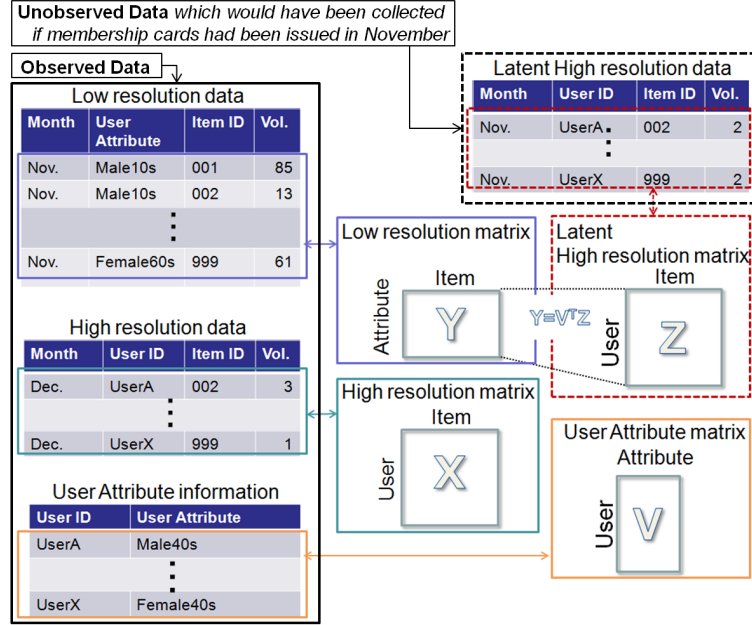 Unobserved Data which would have been collected
if membership cards had been issued in November
Observed Data
Low resolution data
Month User Attribute Item ID Vol.
Nov. Male10s 001 85
Nov. Male10s 002 13
Nov. Female60s 999 61
High resolution data
Month User ID Item ID Vol.
Dec. UserA 002 3
Dec. UserX 999 1
User Attribute information
User ID User Attribute
UserA Male40s
UserX Female40s
Latent High resolution data
Month User ID Item ID Vol.
Nov. UserA 002 2
Nov. UserX 999 2
Low resolution matrix
Item
Attribute
Y
Y=VᵀZ
Latent
High resolution matrix
Item
User
Z
High resolution matrix
Item
User
X
User Attribute matrix
Attribute
User
V